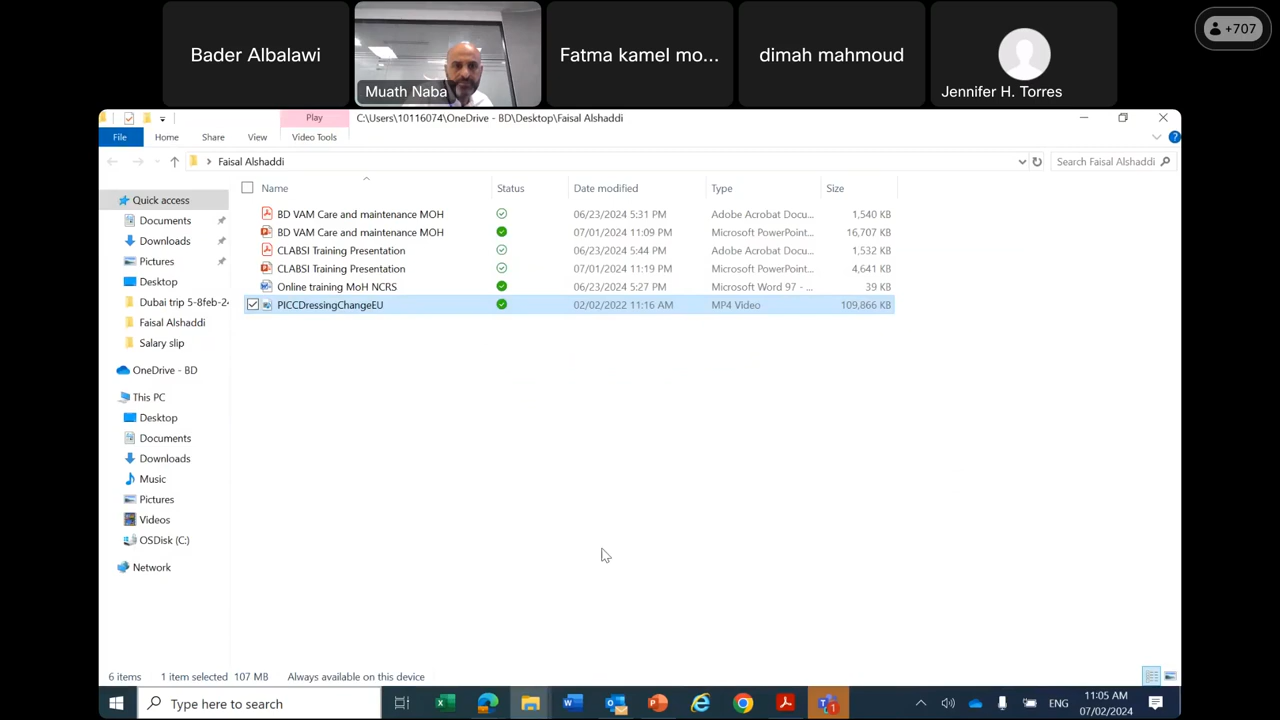 Bader Albalawi
Muath Naba
Fatma kamel mo...
dimah mahmoud
Jennifer H. Torres
+707
Play
C:\Users\10116074\OneDrive - BD\Desktop\Faisal Alshaddi
File
Home
Share
View
Video Tools
Faisal Alshaddi
Search Faisal Alshaddi
Name
Status
Date modified
Type
Size
BD VAM Care and maintenance MOH 06/23/2024 5:31 PM Adobe Acrobat Docu... 1,540 KB
BD VAM Care and maintenance MOH 07/01/2024 11:09 PM Microsoft PowerPoint... 16,707 KB
CLABSI Training Presentation 06/23/2024 5:44 PM Adobe Acrobat Docu... 1,532 KB
CLABSI Training Presentation 07/01/2024 11:19 PM Microsoft PowerPoint... 4,641 KB
Online training MoH NCRS 06/23/2024 5:27 PM Microsoft Word 97 - ... 39 KB
PICCDressingChangeEU 02/02/2022 11:16 AM MP4 Video 109,866 KB
Quick access
Documents
Downloads
Pictures
Desktop
Dubai trip 5-8feb-24
Faisal Alshaddi
Salary slip
OneDrive - BD
This PC
Desktop
Documents
Downloads
Music
Pictures
Videos
OSDisk (C:)
Network
6 items 1 item selected 107 MB Always available on this device
Type here to search
ENG
11:05 AM
07/02/2024